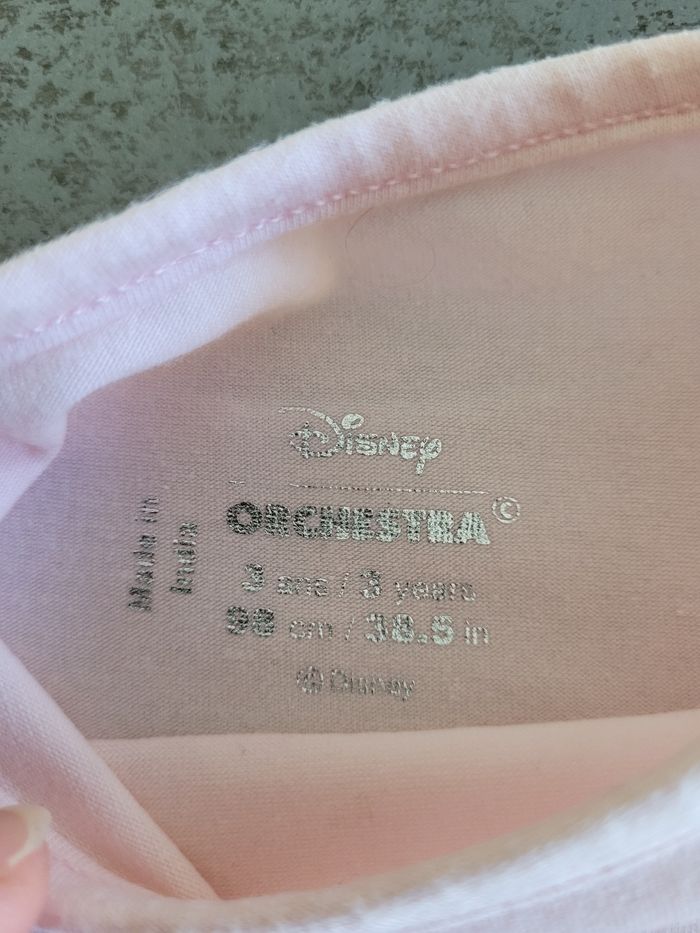 Disney
ORCHESTRA©
3 ans / 3 years
98 cm / 38.5 in
© Disney
Made in
India